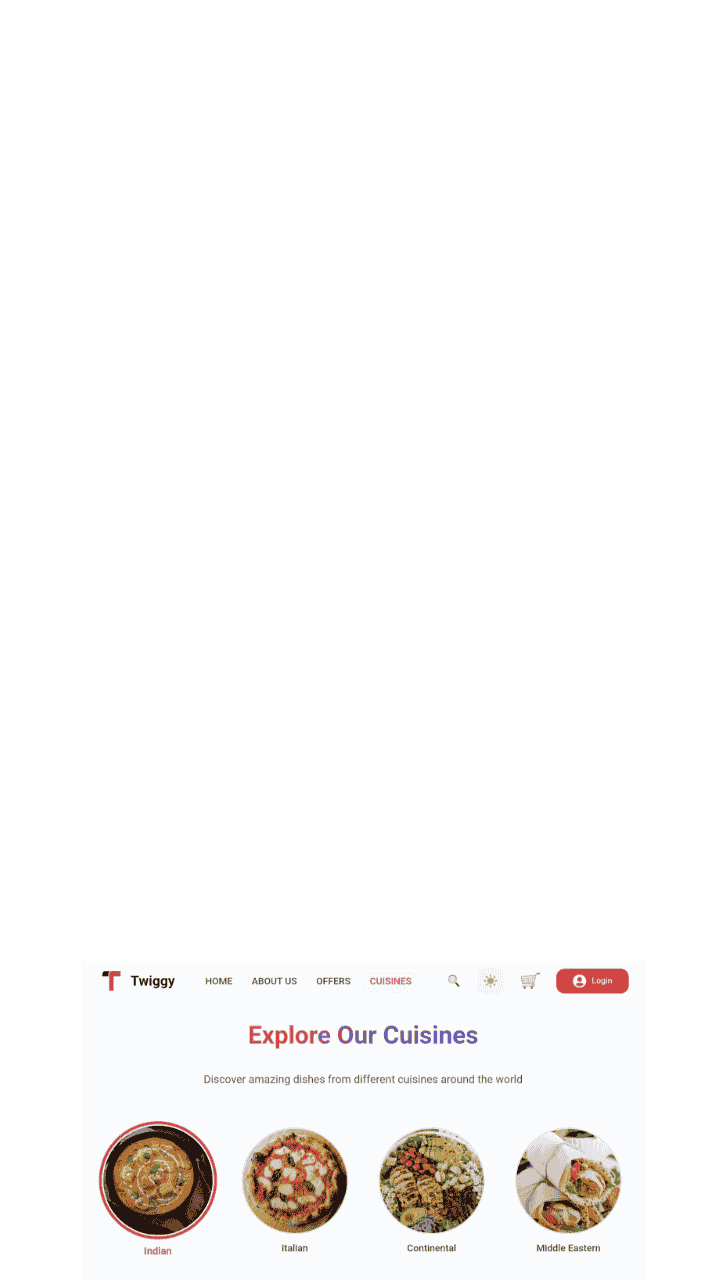 Twiggy HOME ABOUT US OFFERS CUISINES Login
Explore Our Cuisines
Discover amazing dishes from different cuisines around the world
Indian Italian Continental Middle Eastern